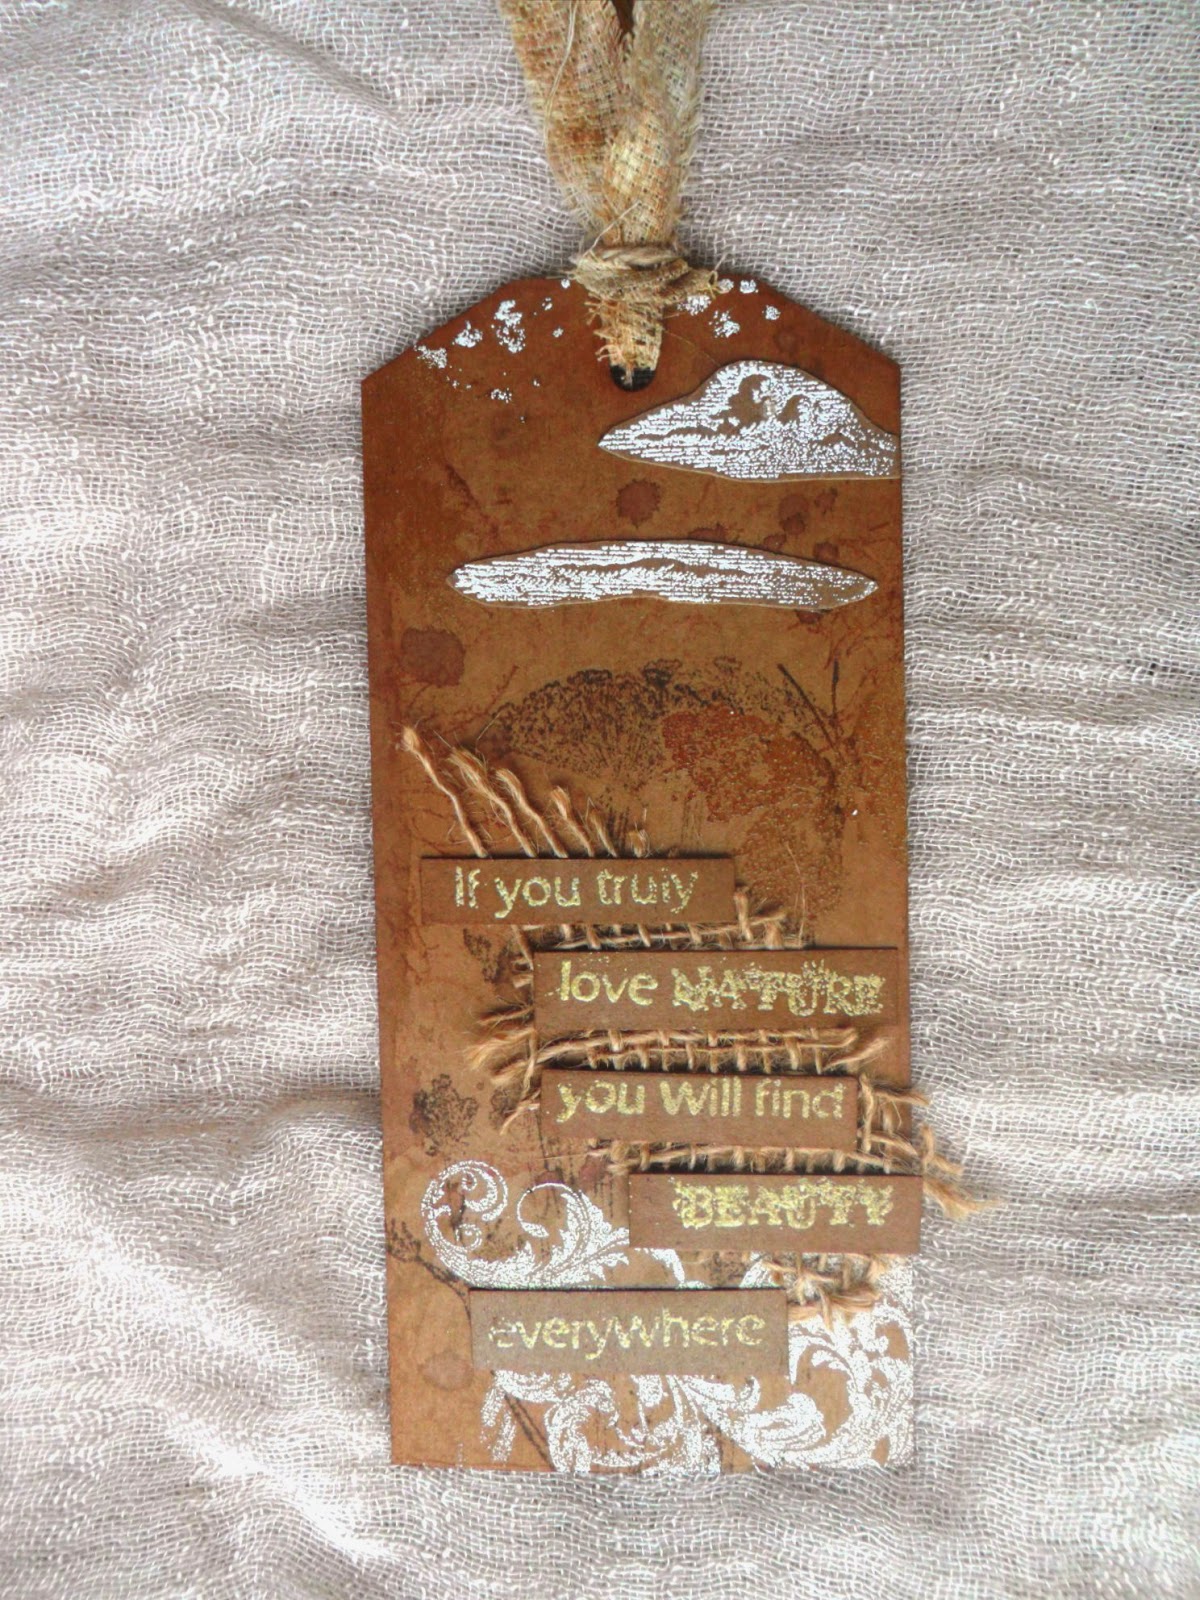 If you truly
love NATURE
you will find
BEAUTY
everywhere